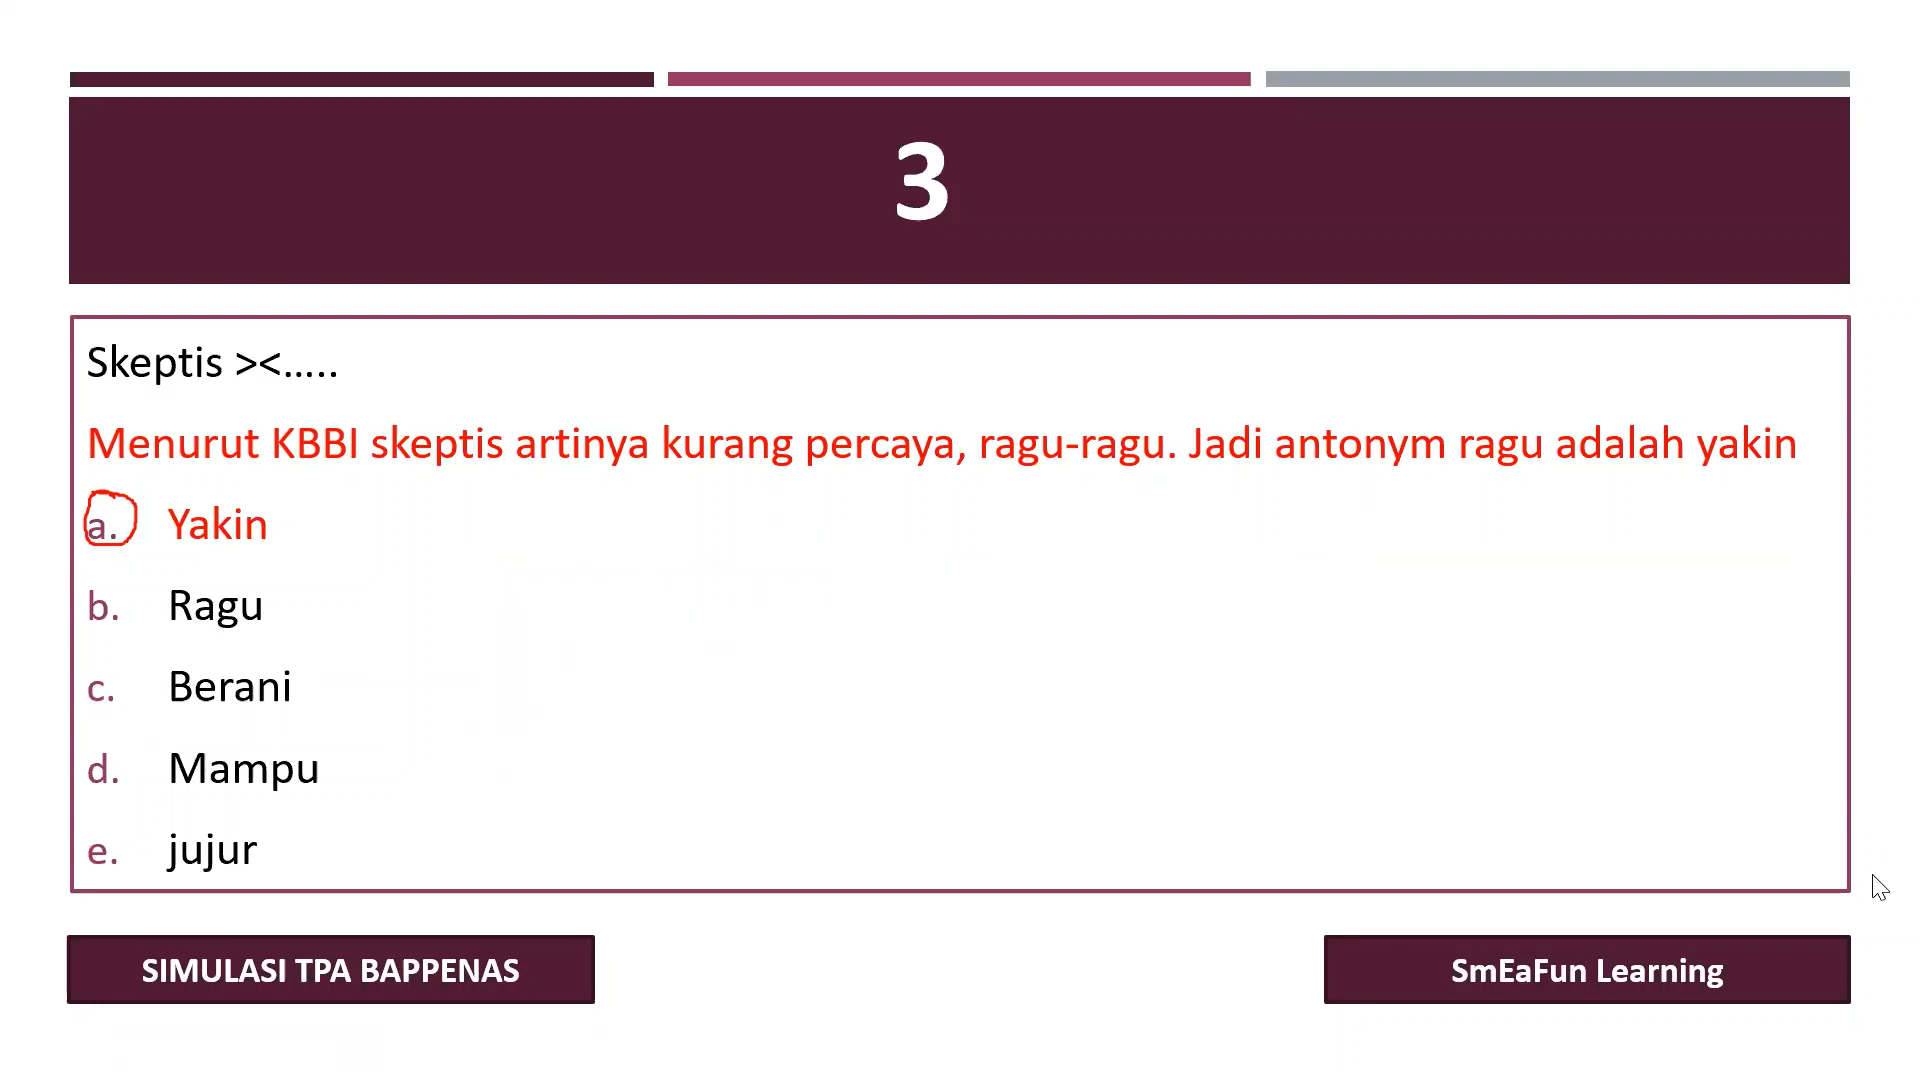 3
Skeptis ><.....
Menurut KBBI skeptis artinya kurang percaya, ragu-ragu. Jadi antonym ragu adalah yakin
a. Yakin
b. Ragu
c. Berani
d. Mampu
e. jujur
SIMULASI TPA BAPPENAS
SmEaFun Learning